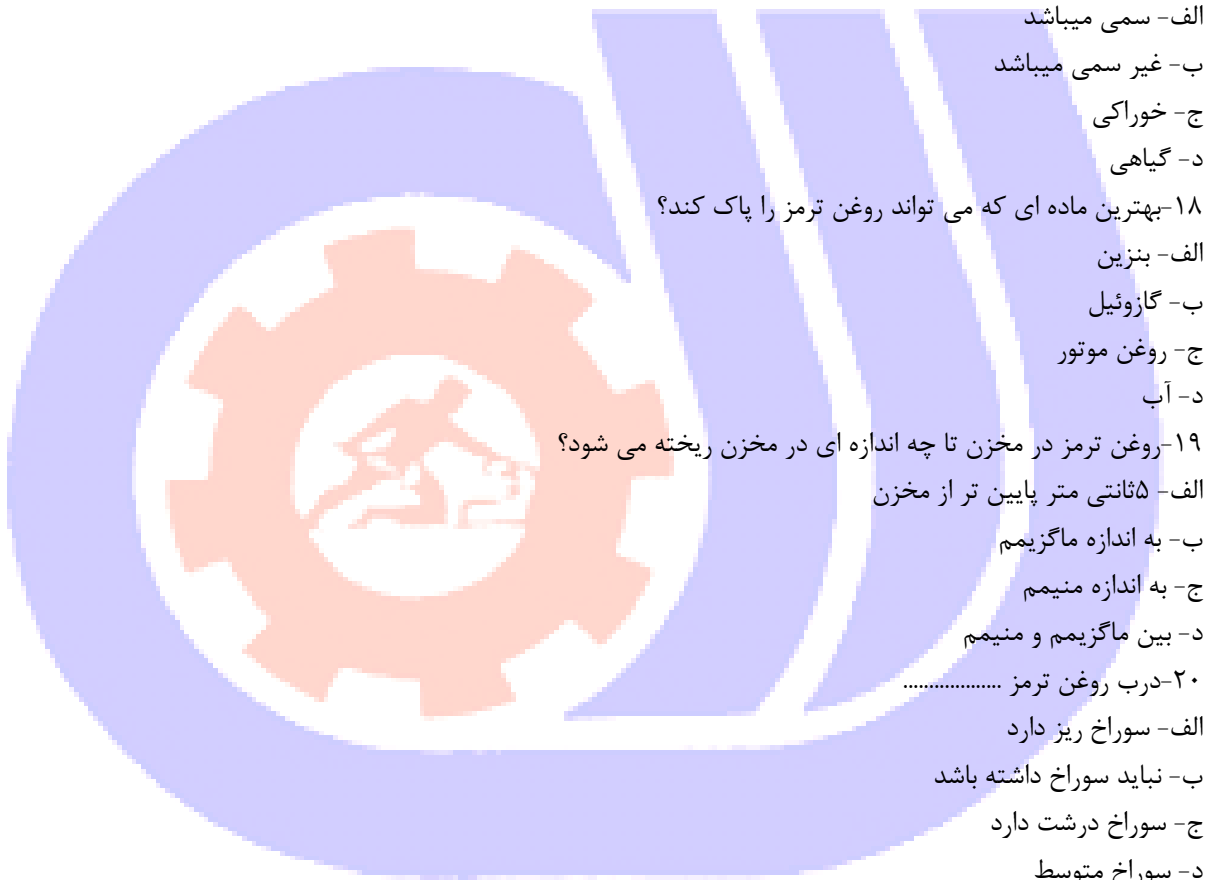 الف- سمی میباشد
ب- غیر سمی میباشد
ج- خوراکی
د- گیاهی
۱۸-بهترین ماده ای که می تواند روغن ترمز را پاک کند؟
الف- بنزین
ب- گازوئیل
ج- روغن موتور
د- آب
۱۹-روغن ترمز در مخزن تا چه اندازه ای در مخزن ریخته می شود؟
الف- ۵ثانتی متر پایین تر از مخزن
ب- به اندازه ماگزیمم
ج- به اندازه منیمم
د- بین ماگزیمم و منیمم
۲۰-درب روغن ترمز ...................
الف- سوراخ ریز دارد
ب- نباید سوراخ داشته باشد
ج- سوراخ درشت دارد
د- سوراخ متوسط